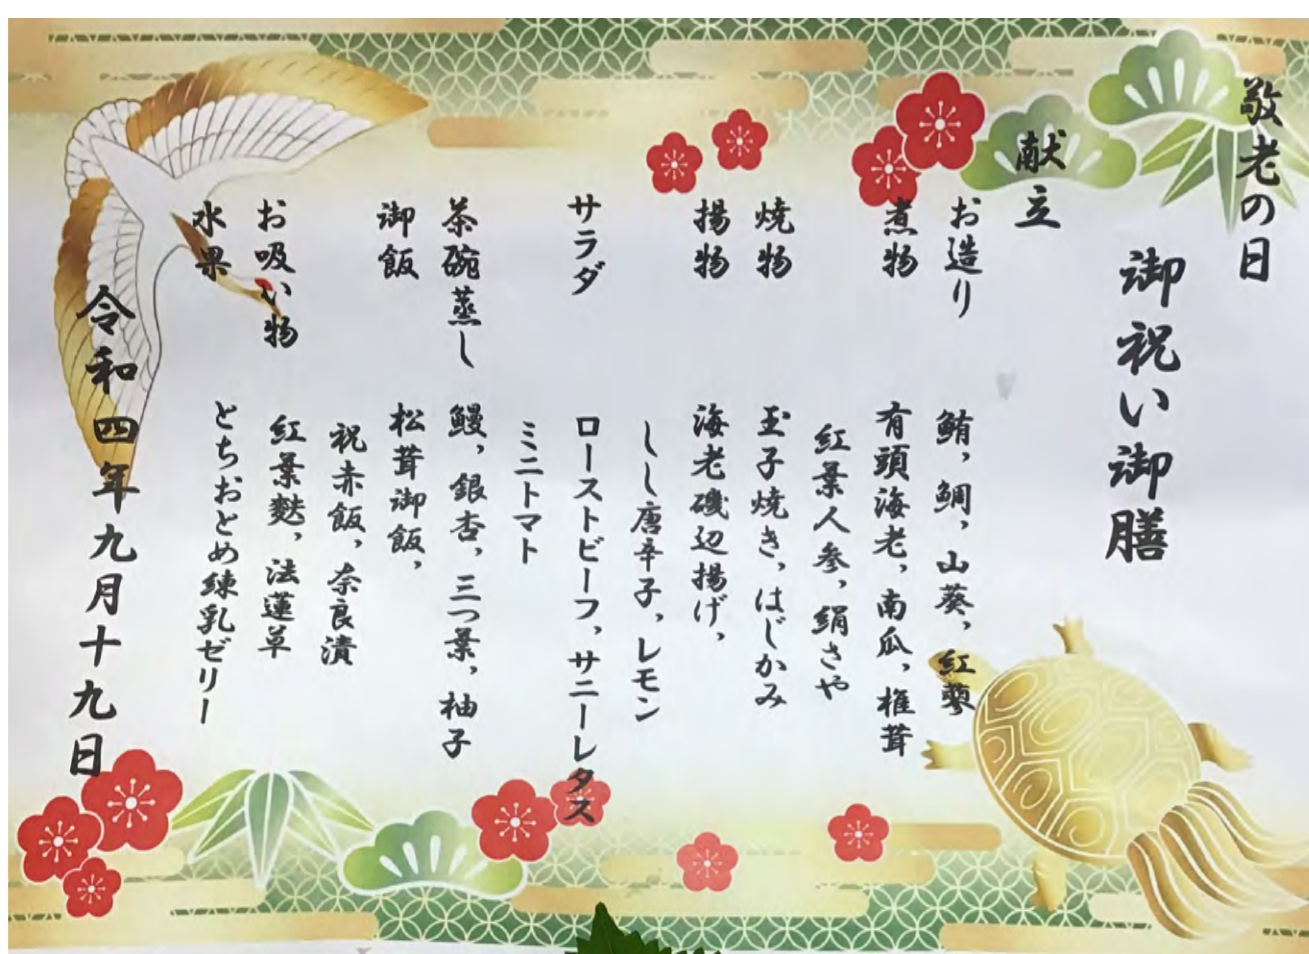 敬老の日
御祝い御膳
献立
お造り　鮪，鯛，山葵，紅蓼
煮物　有頭海老，南瓜，椎茸
紅葉人参，絹さや
焼物　玉子焼き，はじかみ
揚物　海老磯辺揚げ，
しし唐辛子，レモン
サラダ　ローストビーフ，サニーレタス
ミニトマト
茶碗蒸し　鰻，銀杏，三つ葉，柚子
御飯　松茸御飯，
祝赤飯，奈良漬
お吸い物　紅葉麩，法蓮草
水果　とちおとめ練乳ゼリー
令和四年九月十九日